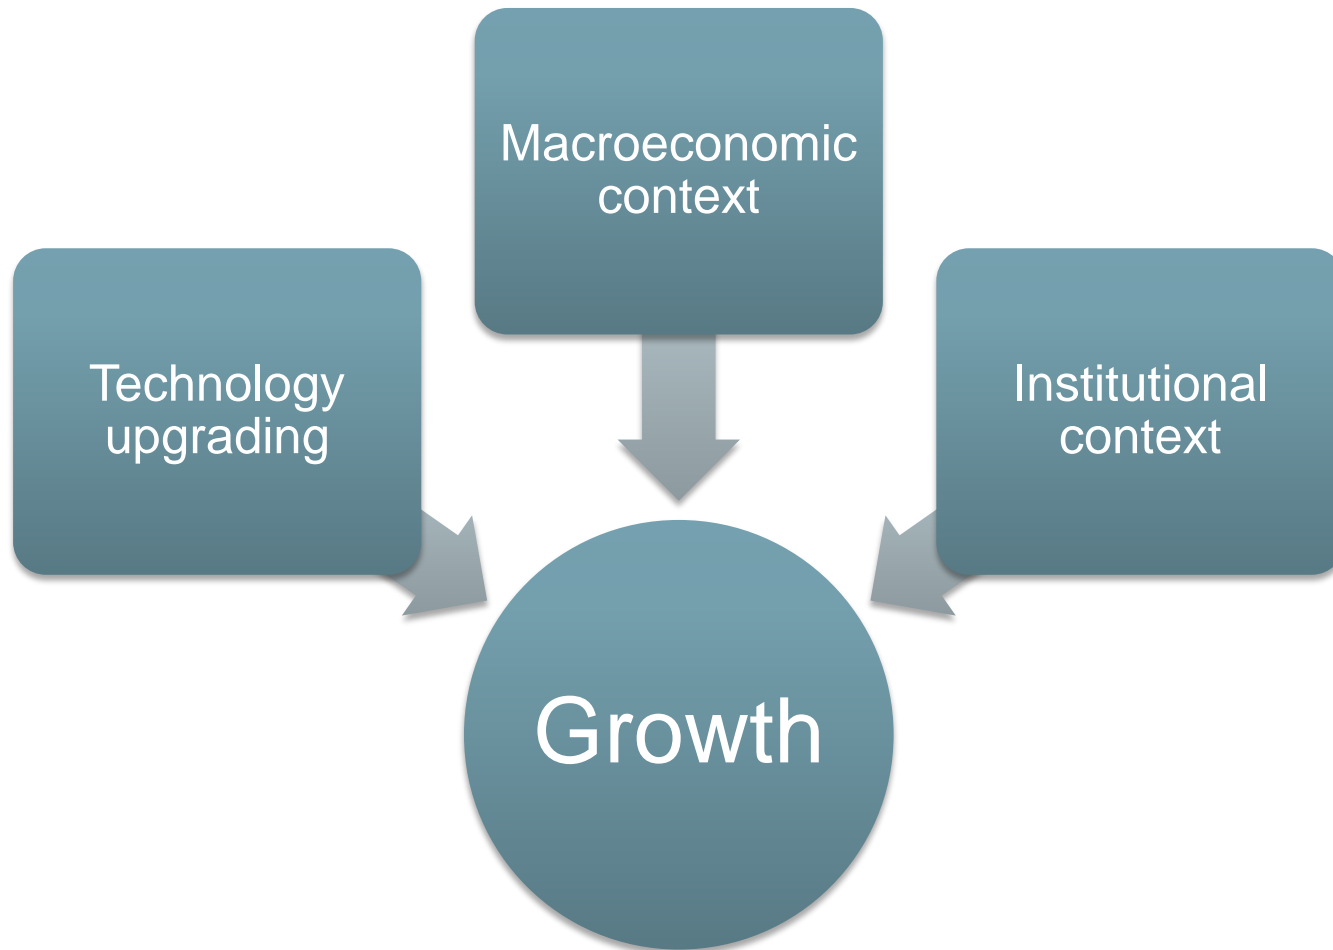 Macroeconomic
context
Technology
upgrading
Institutional
context
Growth